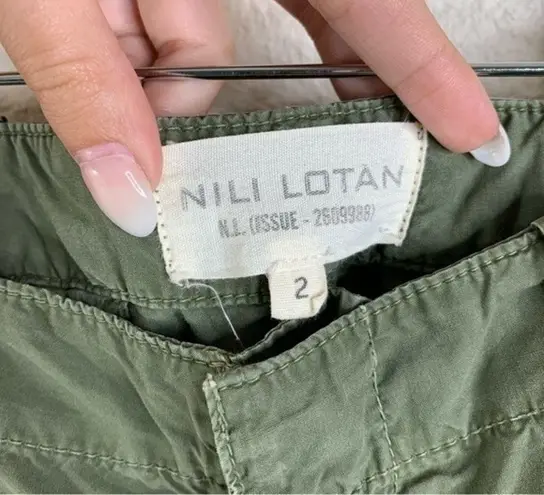 NILI LOTAN
N.L. (ISSUE - 2609988)
2